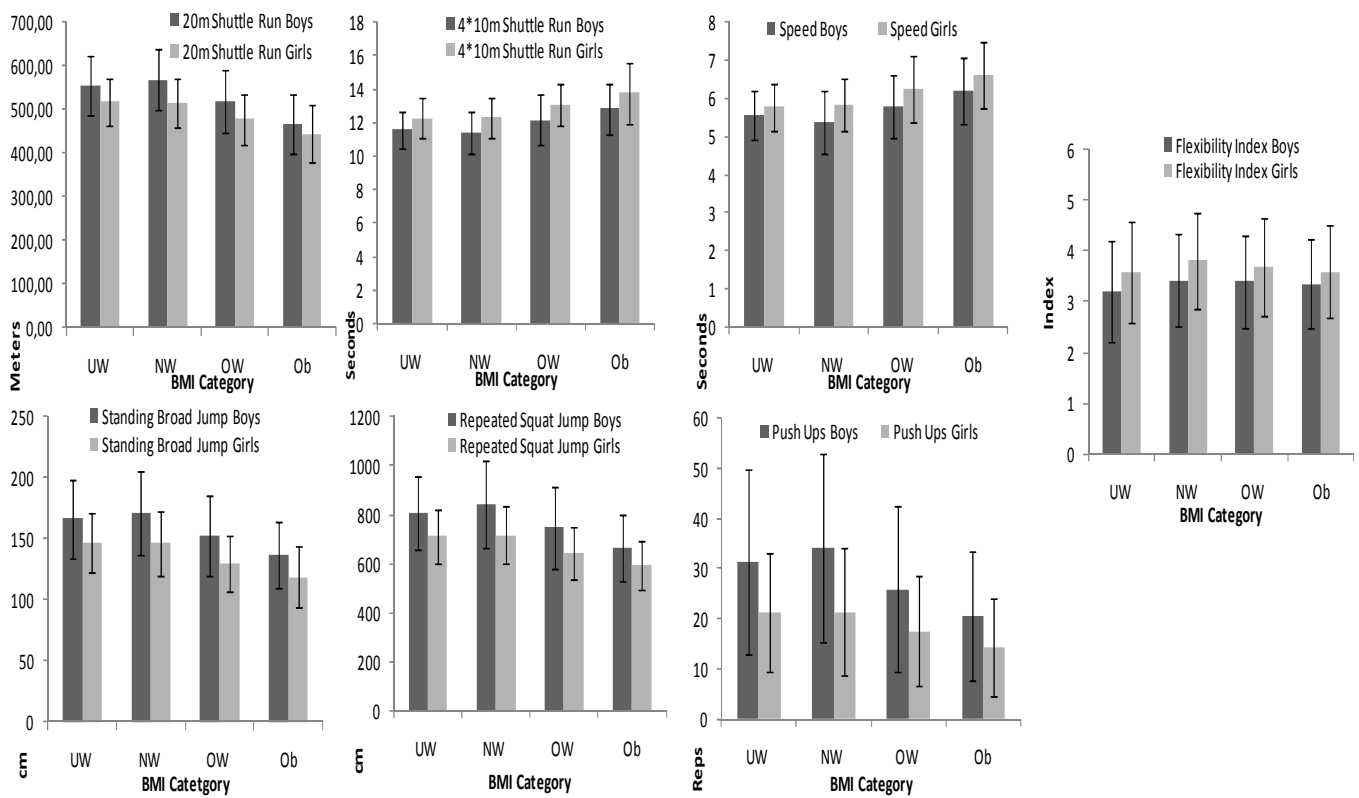 700,00
600,00
500,00
400,00
300,00
200,00
100,00
0,00
Meters
20m Shuttle Run Boys
20m Shuttle Run Girls
UW NW OW Ob
BMI Category
18
16
14
12
10
8
6
4
2
0
Seconds
4*10m Shuttle Run Boys
4*10m Shuttle Run Girls
UW NW OW Ob
BMI Category
8
7
6
5
4
3
2
1
0
Seconds
Speed Boys Speed Girls
UW NW OW Ob
BMI Category
6
5
4
3
2
1
0
Index
Flexibility Index Boys
Flexibility Index Girls
UW NW OW Ob
BMI Category
250
200
150
100
50
0
cm
Standing Broad Jump Boys
Standing Broad Jump Girls
UW NW OW Ob
BMI Catetgory
1200
1000
800
600
400
200
0
cm
Repeated Squat Jump Boys
Repeated Squat Jump Girls
UW NW OW Ob
BMI Category
60
50
40
30
20
10
0
Reps
Push Ups Boys Push Ups Girls
UW NW OW Ob
BMI Category